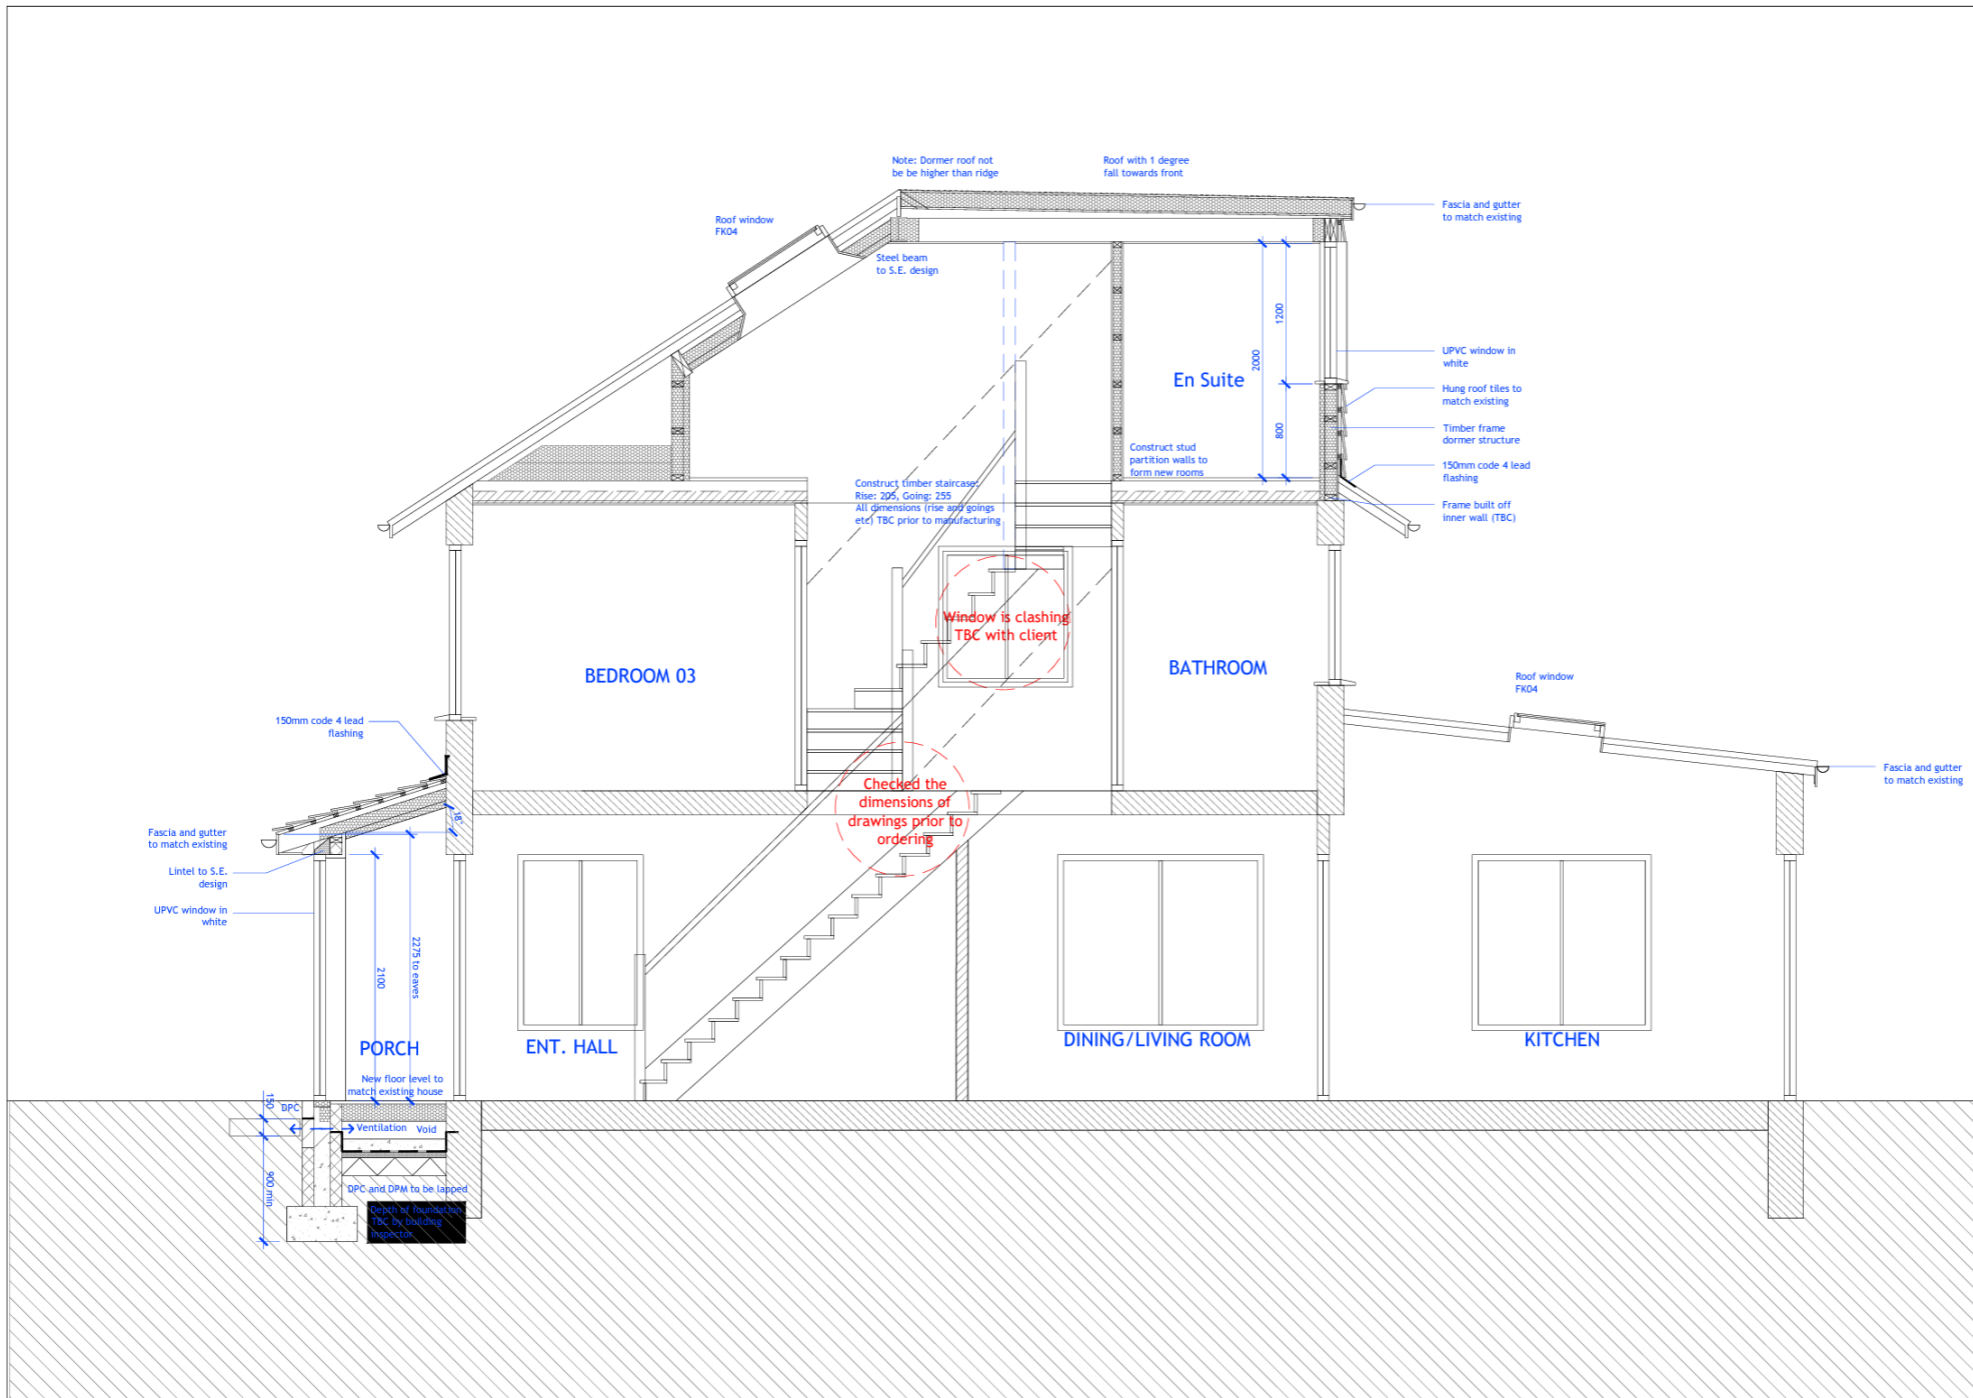 Note: Dormer roof not
be be higher than ridge
Roof with 1 degree
fall towards front
Fascia and gutter
to match existing
Roof window
FK04
Steel beam
to S.E. design
1200
2000
UPVC window in
white
En Suite
Hung roof tiles to
match existing
800
Timber frame
dormer structure
Construct stud
partition walls to
form new rooms
150mm code 4 lead
flashing
Construct timber staircase:
Rise: 205, Going: 255
All dimensions (rise and goings
etc) TBC prior to manufacturing
Frame built off
inner wall (TBC)
Window is clashing
TBC with client
BEDROOM 03
BATHROOM
Roof window
FK04
150mm code 4 lead
flashing
Fascia and gutter
to match existing
Checked the
dimensions of
drawings prior to
ordering
18°
Fascia and gutter
to match existing
Lintel to S.E.
design
UPVC window in
white
2275 to eaves
2100
PORCH
ENT. HALL
DINING/LIVING ROOM
KITCHEN
New floor level to
match existing house
150
DPC
Ventilation
Void
900 min
DPC and DPM to be lapped
Depth of foundation
TBC by building
inspector